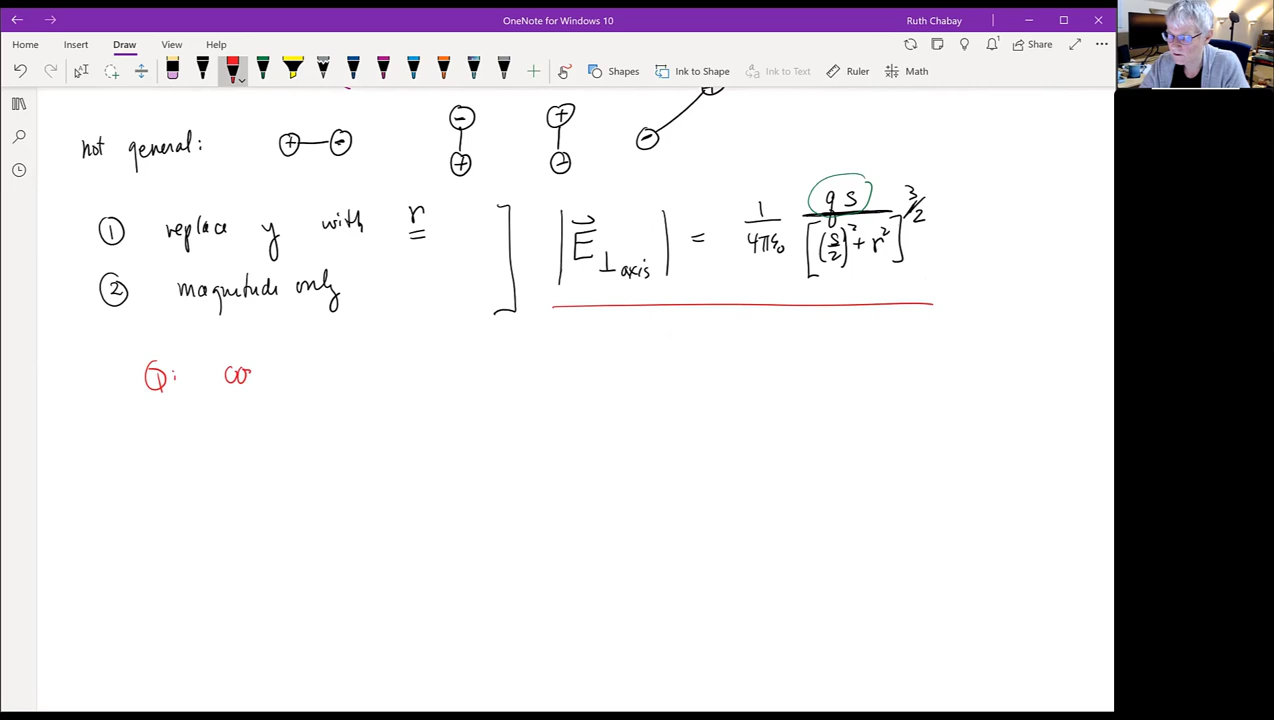 OneNote for Windows 10
Ruth Chabay
Home Insert Draw View Help
Share
Shapes Ink to Shape Ink to Text Ruler Math
not general: + - - + + - -
① replace y with r
② magnitude only
|E⃗⊥axis| = 1/4πε₀ qs/[(s/2)²+r²]^3/2
Q: